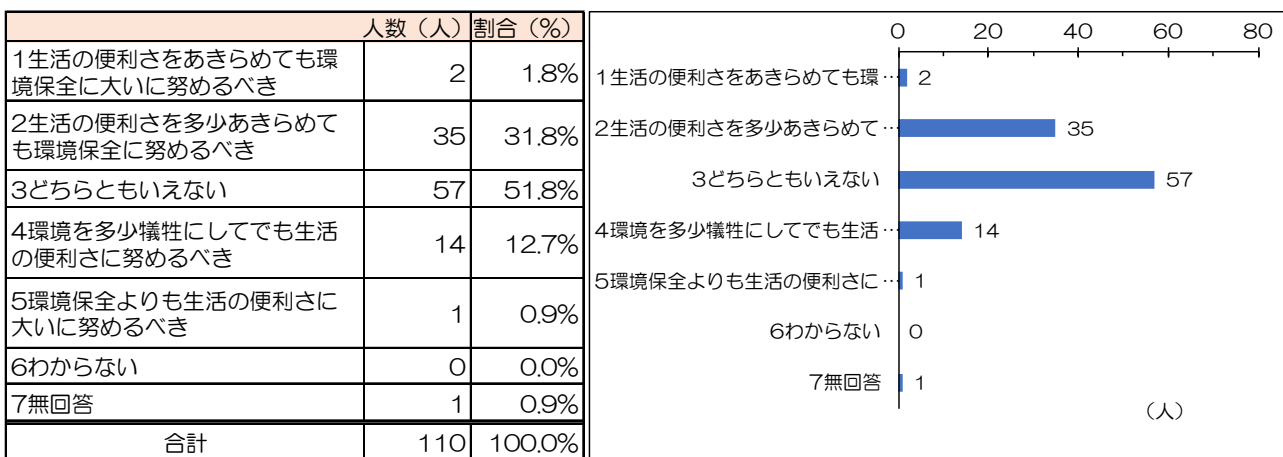 人数（人） 割合（%）
1生活の便利さをあきらめても環
境保全に大いに努めるべき
2 1.8%
2生活の便利さを多少あきらめて
も環境保全に努めるべき
35 31.8%
3どちらともいえない 57 51.8%
4環境を多少犠牲にしてでも生活
の便利さに努めるべき
14 12.7%
5環境保全よりも生活の便利さに
大いに努めるべき
1 0.9%
6わからない 0 0.0%
7無回答 1 0.9%
合計 110 100.0%
0 20 40 60 80
1生活の便利さをあきらめても環… 2
2生活の便利さを多少あきらめて… 35
3どちらともいえない 57
4環境を多少犠牲にしてでも生活… 14
5環境保全よりも生活の便利さに… 1
6わからない 0
7無回答 1
（人）